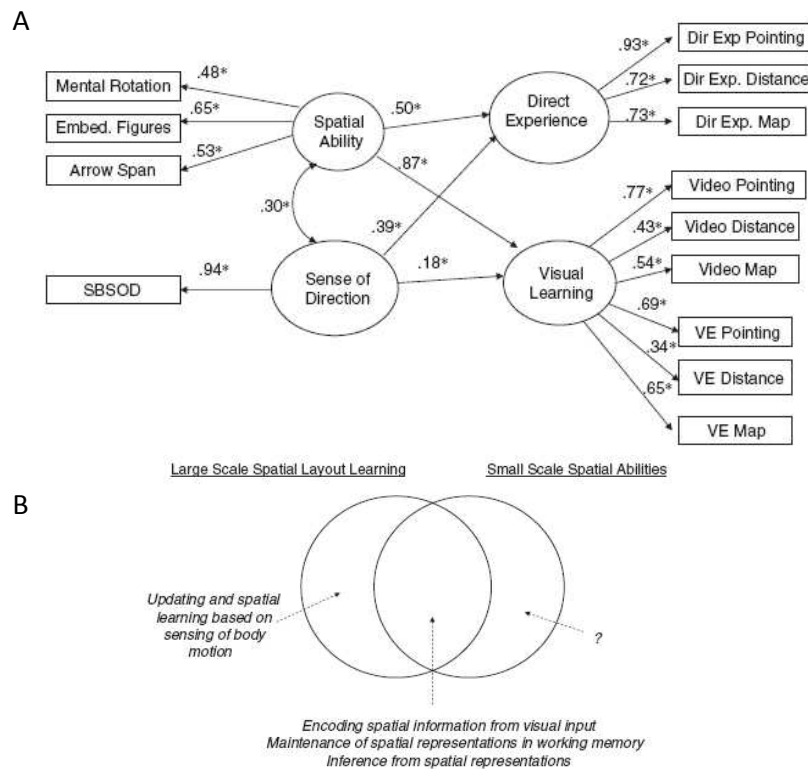 A
Mental Rotation
Embed. Figures
Arrow Span
SBSOD
.48*
.65*
.53*
.94*
Spatial
Ability
.30*
Sense of
Direction
.50*
.87*
.39*
.18*
Direct
Experience
Visual
Learning
.93*
.72*
.73*
.77*
.43*
.54*
.69*
.34*
.65*
Dir Exp Pointing
Dir Exp. Distance
Dir Exp. Map
Video Pointing
Video Distance
Video Map
VE Pointing
VE Distance
VE Map
B
Large Scale Spatial Layout Learning
Small Scale Spatial Abilities
Updating and spatial
learning based on
sensing of body
motion
?
Encoding spatial information from visual input
Maintenance of spatial representations in working memory
Inference from spatial representations